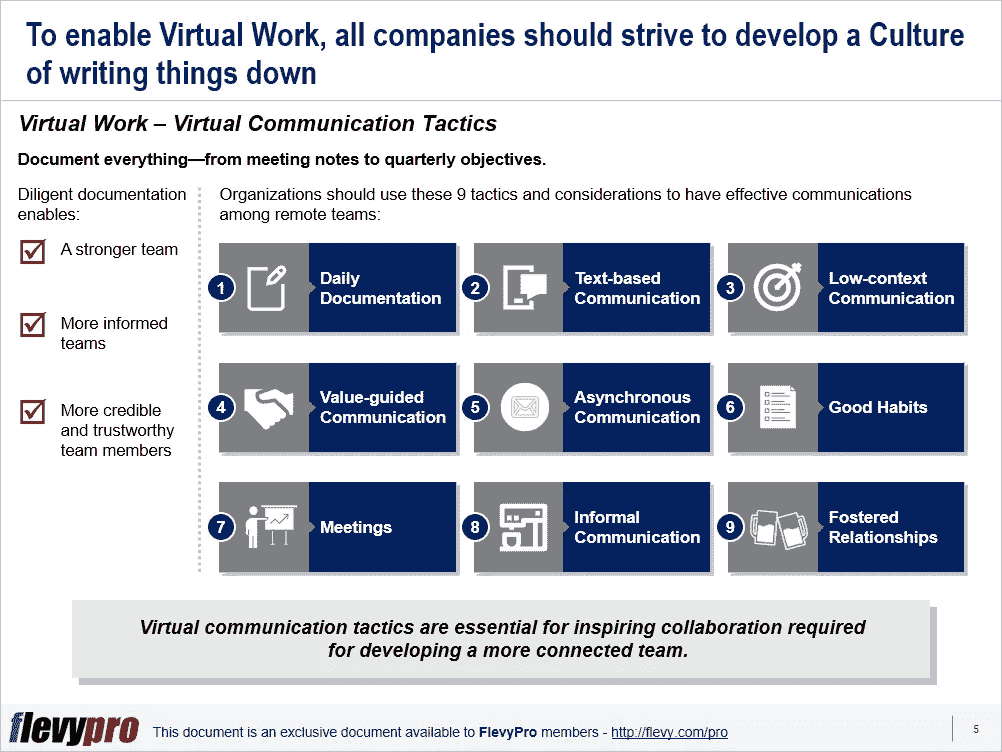 To enable Virtual Work, all companies should strive to develop a Culture
of writing things down
Virtual Work – Virtual Communication Tactics
Document everything—from meeting notes to quarterly objectives.
Diligent documentation
enables:
A stronger team
More informed
teams
More credible
and trustworthy
team members
Organizations should use these 9 tactics and considerations to have effective communications
among remote teams:
1
Daily
Documentation
2
Text-based
Communication
3
Low-context
Communication
4
Value-guided
Communication
5
Asynchronous
Communication
6
Good Habits
7
Meetings
8
Informal
Communication
9
Fostered
Relationships
Virtual communication tactics are essential for inspiring collaboration required
for developing a more connected team.
flevypro
This document is an exclusive document available to FlevyPro members - http://flevy.com/pro
5